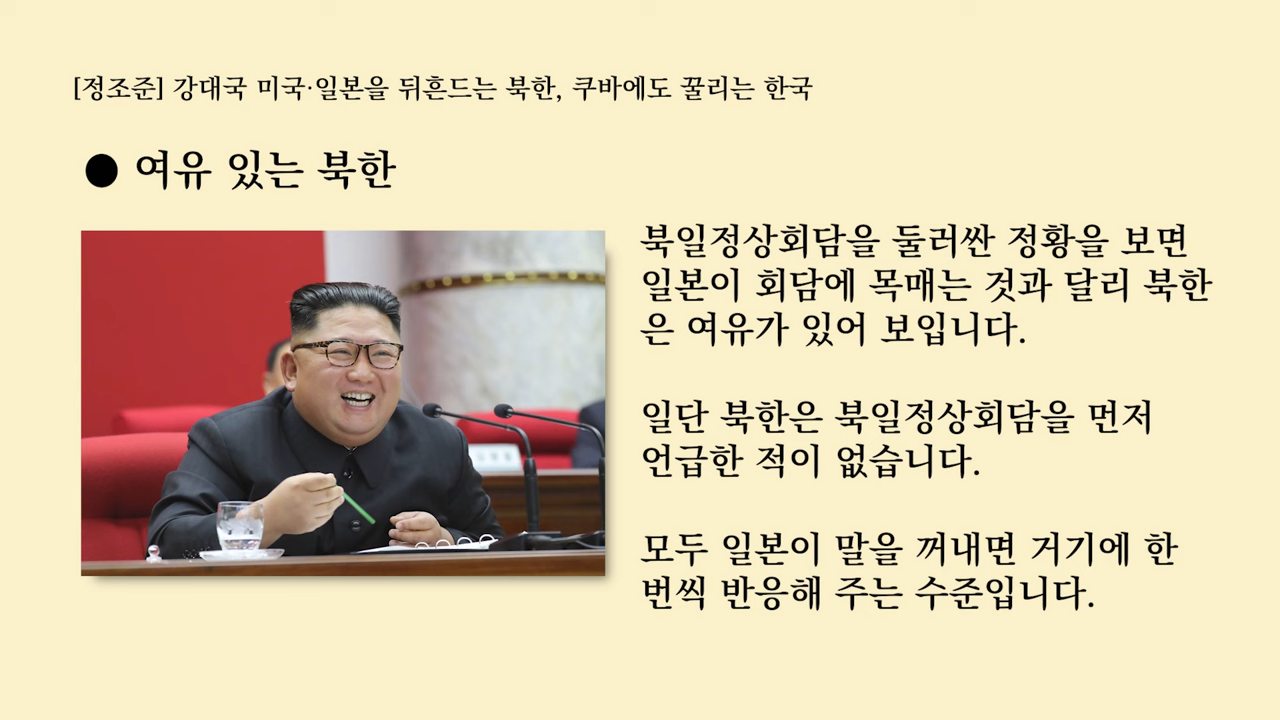 [정조준] 강대국 미국·일본을 뒤흔드는 북한, 쿠바에도 꿀리는 한국
● 여유 있는 북한
북일정상회담을 둘러싼 정황을 보면
일본이 회담에 목매는 것과 달리 북한
은 여유가 있어 보입니다.
일단 북한은 북일정상회담을 먼저
언급한 적이 없습니다.
모두 일본이 말을 꺼내면 거기에 한
번씩 반응해 주는 수준입니다.